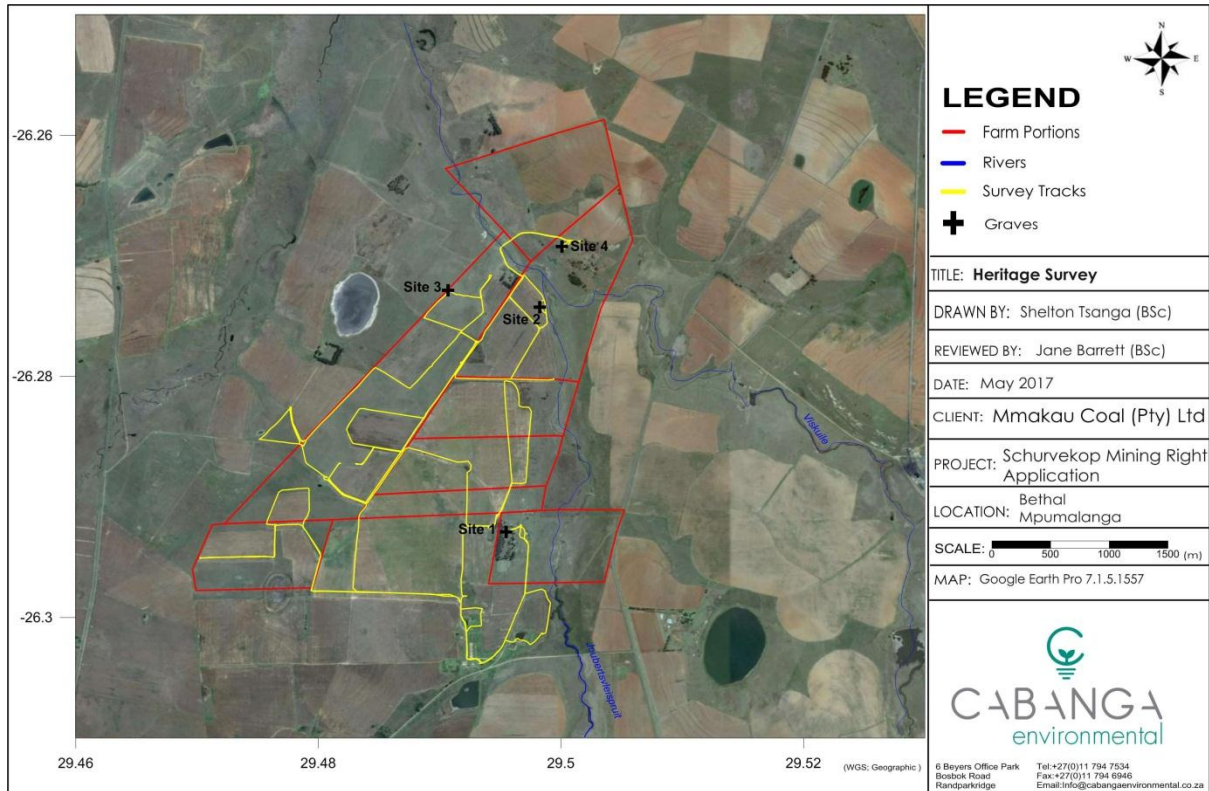 -26.26
-26.28
-26.3
29.46
29.48
29.5
29.52
(WGS; Geographic )
Site 4
Site 3
Site 2
Site 1
Viskuile
Joubertsvleispruit
N
W E
S
LEGEND
Farm Portions
Rivers
Survey Tracks
Graves
TITLE: Heritage Survey
DRAWN BY: Shelton Tsanga (BSc)
REVIEWED BY: Jane Barrett (BSc)
DATE: May 2017
CLIENT: Mmakau Coal (Pty) Ltd
PROJECT: Schurvekop Mining Right
Application
LOCATION: Bethal
Mpumalanga
SCALE: 0 500 1000 1500 (m)
MAP: Google Earth Pro 7.1.5.1557
CABANGA
environmental
6 Beyers Office Park Tel:+27(0)11 794 7534
Bosbok Road Fax:+27(0)11 794 6946
Randparkridge Email:Info@cabangaenvironmental.co.za